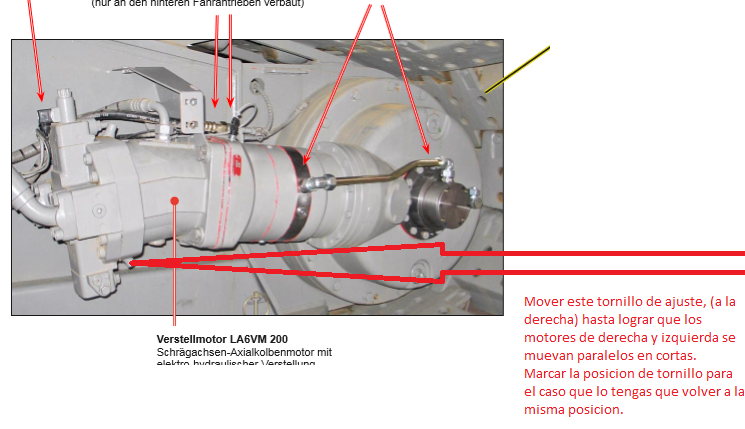 (nur an den hinteren Fahrantrieben verbaut)
Verstellmotor LA6VM 200
Schrägachsen-Axialkolbenmotor mit
elektro-hydraulischer Verstellung
Mover este tornillo de ajuste, (a la
derecha) hasta lograr que los
motores de derecha y izquierda se
muevan paralelos en cortas.
Marcar la posicion de tornillo para
el caso que lo tengas que volver a la
misma posicion.